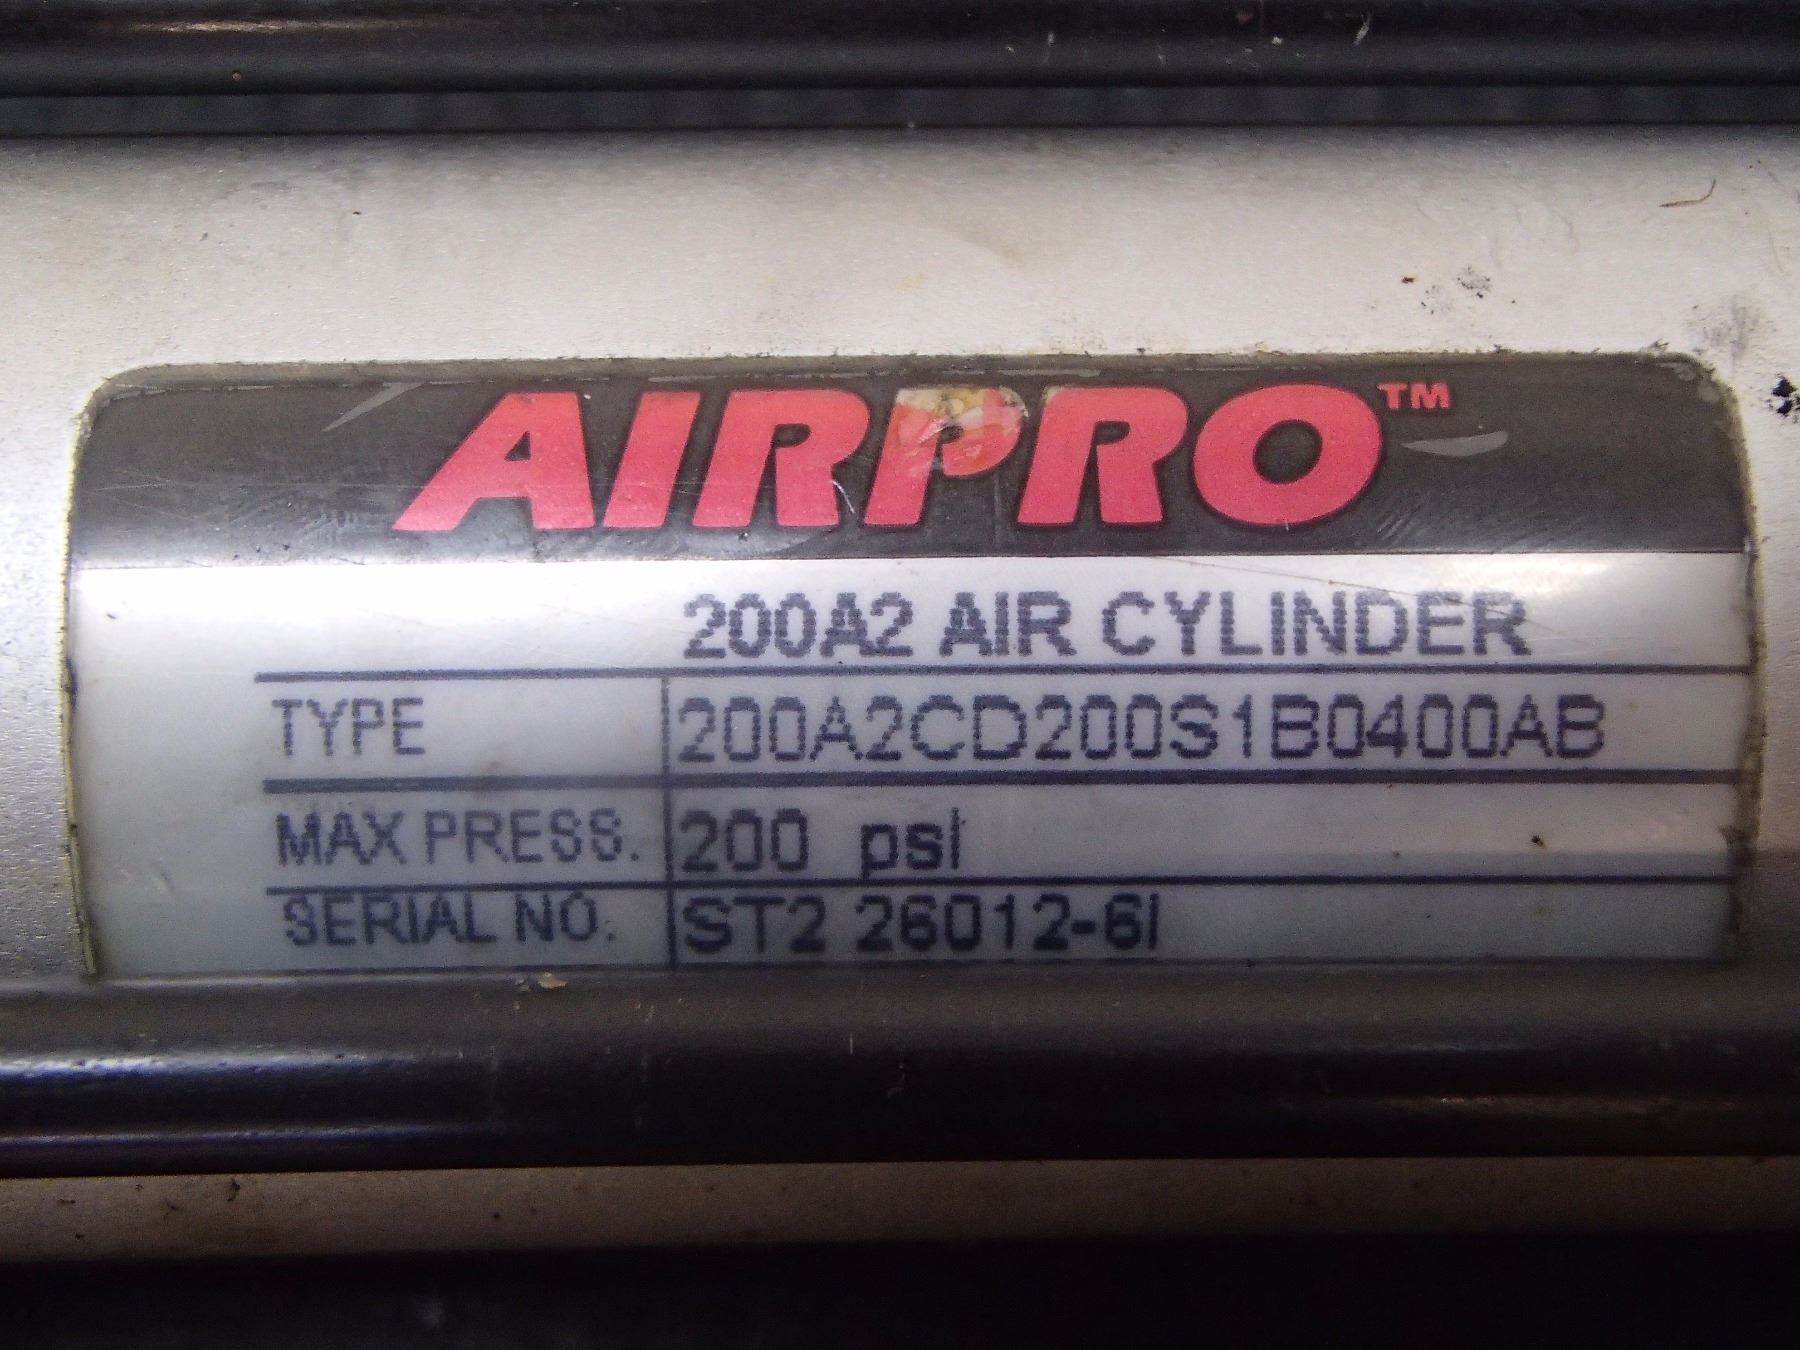 AIRPRO™
200A2 AIR CYLINDER
TYPE 200A2CD200S1B0400AB
MAX PRESS. 200 psi
SERIAL NO. ST2 26012-6I